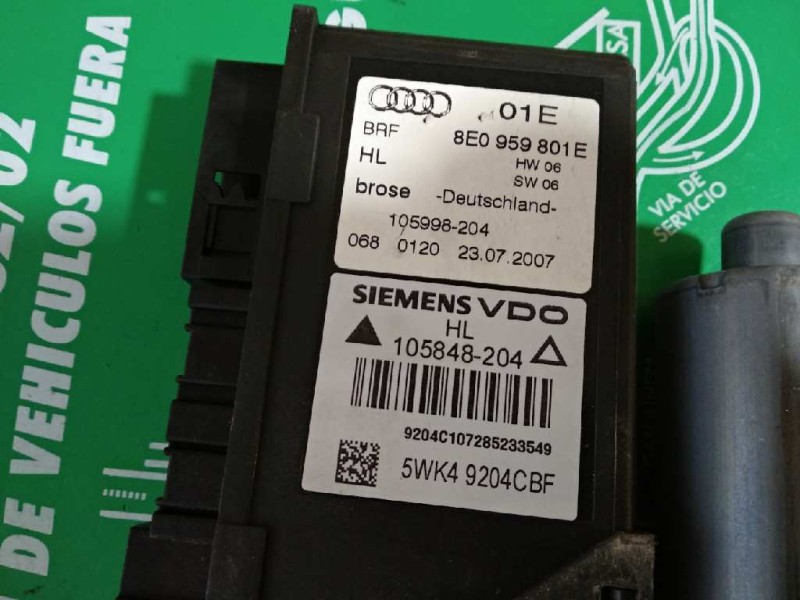 01E
BRF 8E0 959 801E
HL HW 06
SW 06
brose -Deutschland-
105998-204
068 0120 23.07.2007
SIEMENS VDO
HL
105848-204
9204C107285233549
5WK4 9204CBF
DE VEHICULOS FUERA
VIA DE
SERVICIO